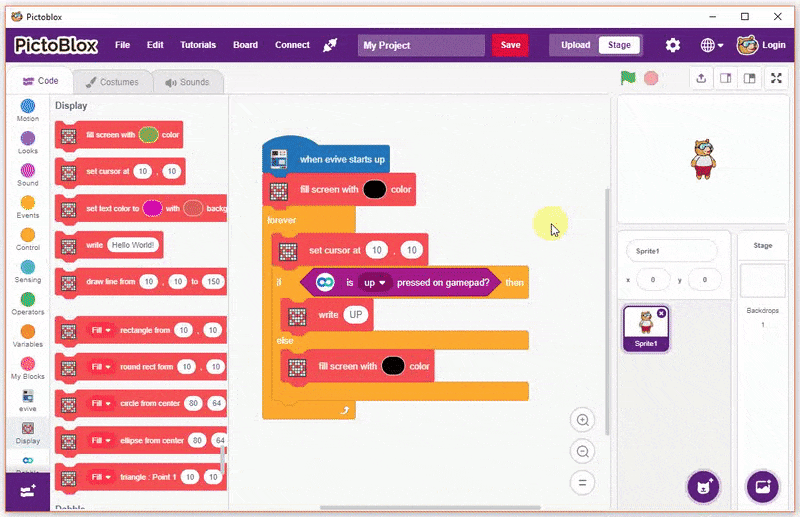 Pictoblox
PictoBlox File Edit Tutorials Board Connect My Project Save Upload Stage Login
Code Costumes Sounds
Motion
Looks
Sound
Events
Control
Sensing
Operators
Variables
My Blocks
evive
Display
Display
fill screen with color
set cursor at 10 , 10
set text color to with backg
write Hello World!
draw line from 10 , 10 to 150
Fill rectangle from 10 , 10
Fill round rect form 10 , 10
Fill circle from center 80 64
Fill ellipse from center 80 64
Fill triangle : Point 1 10 10
when evive starts up
fill screen with color
forever
set cursor at 10 , 10
if is up pressed on gamepad? then
write UP
else
fill screen with color
Sprite1
x 0 y 0
Sprite1
Stage
Backdrops
1